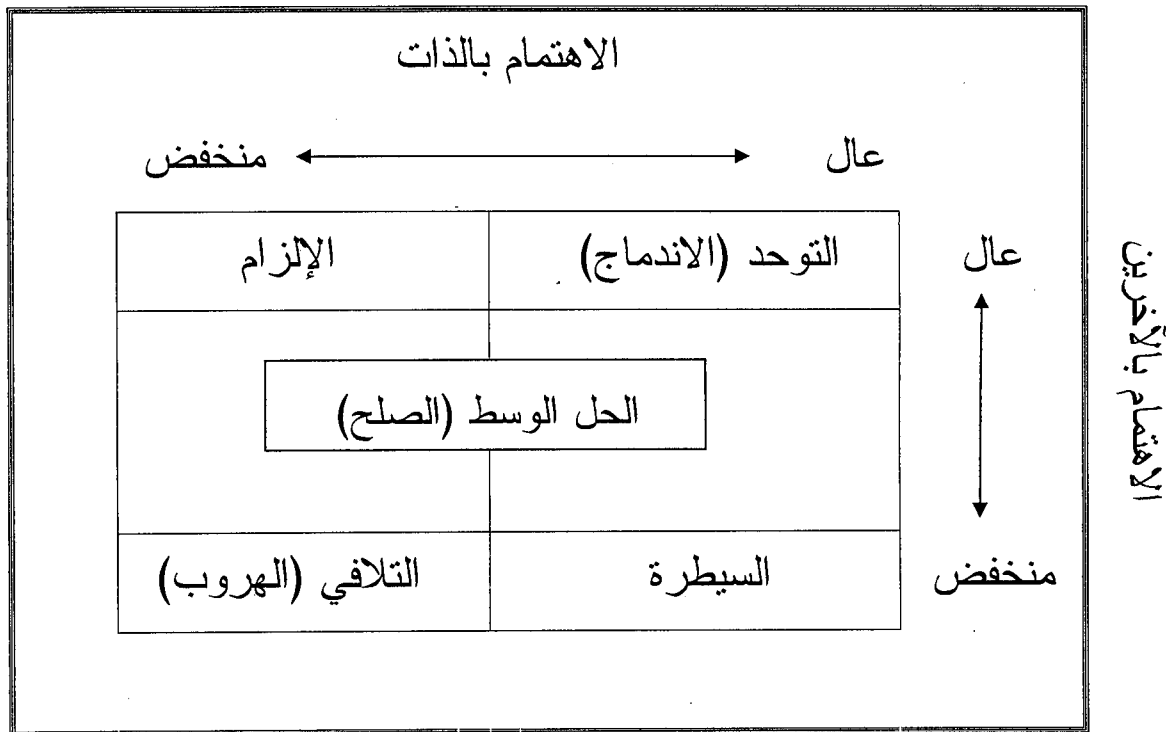 الاهتمام بالذات
عال منخفض
عال
التوحد (الاندماج) الإلزام
الاهتمام بالآخرين
الحل الوسط (الصلح)
منخفض
السيطرة التلافي (الهروب)